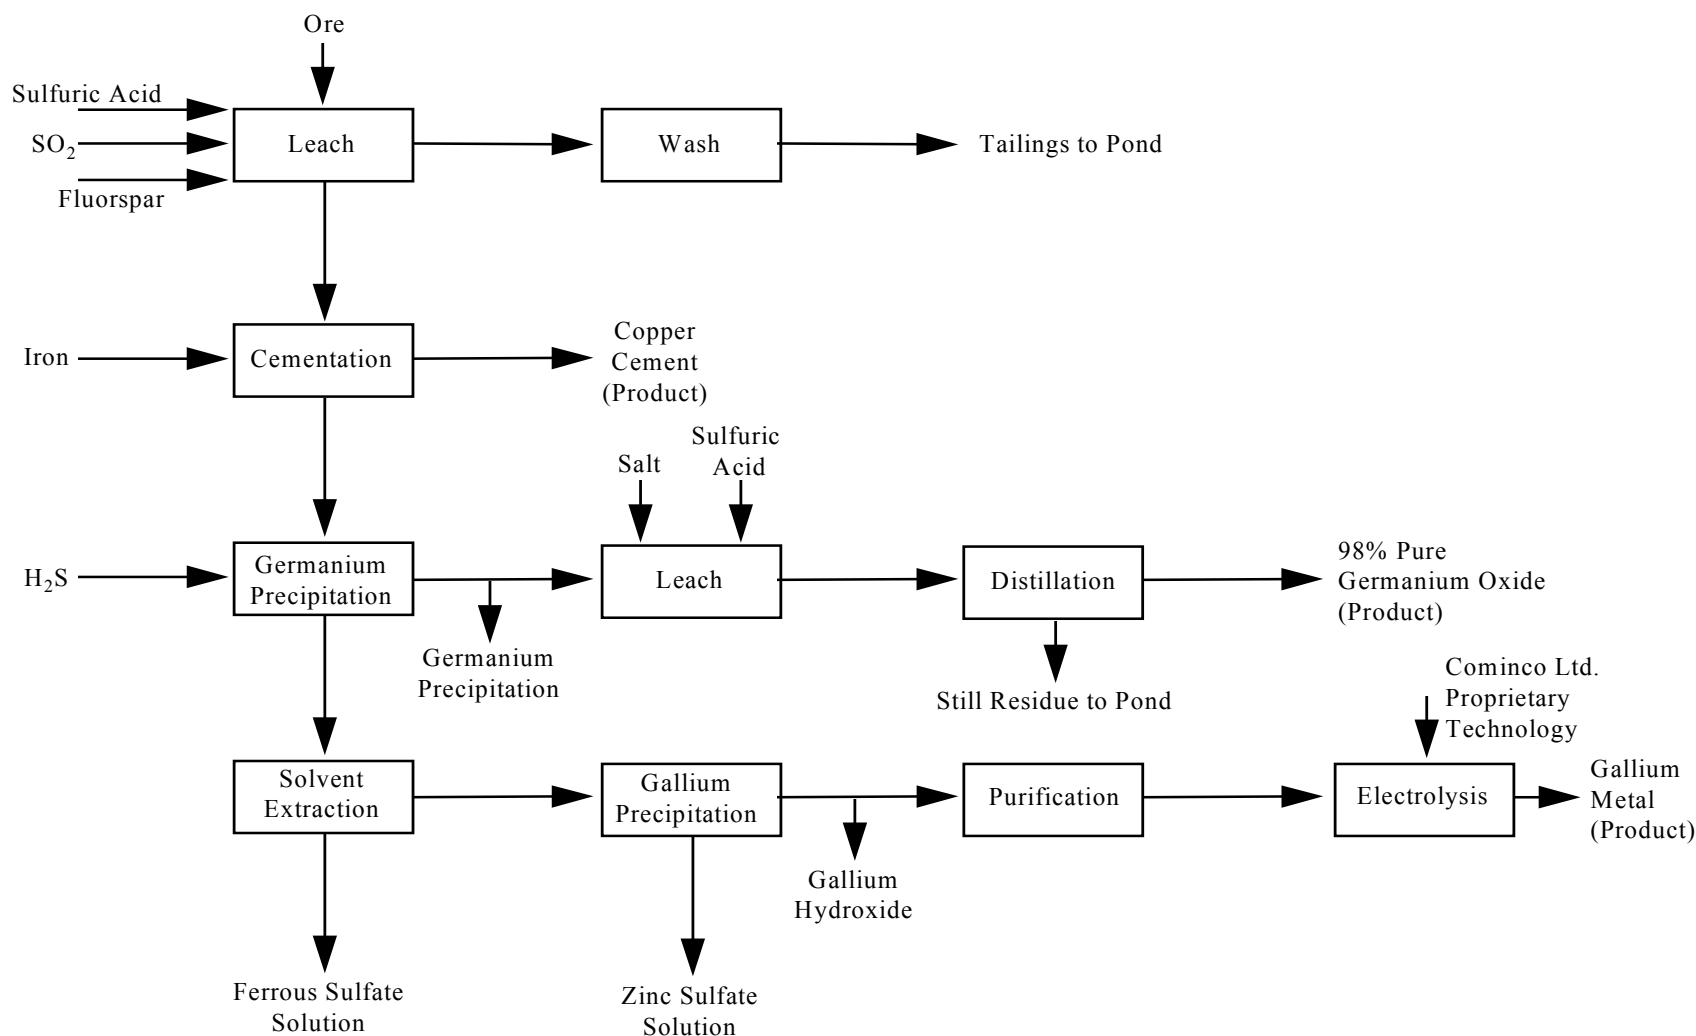 Ore
Sulfuric Acid
SO2
Fluorspar
Leach
Wash
Tailings to Pond
Iron
Cementation
Copper
Cement
(Product)
Salt
Sulfuric
Acid
H2S
Germanium
Precipitation
Leach
Distillation
98% Pure
Germanium Oxide
(Product)
Germanium
Precipitation
Still Residue to Pond
Cominco Ltd.
Proprietary
Technology
Solvent
Extraction
Gallium
Precipitation
Purification
Electrolysis
Gallium
Metal
(Product)
Gallium
Hydroxide
Ferrous Sulfate
Solution
Zinc Sulfate
Solution